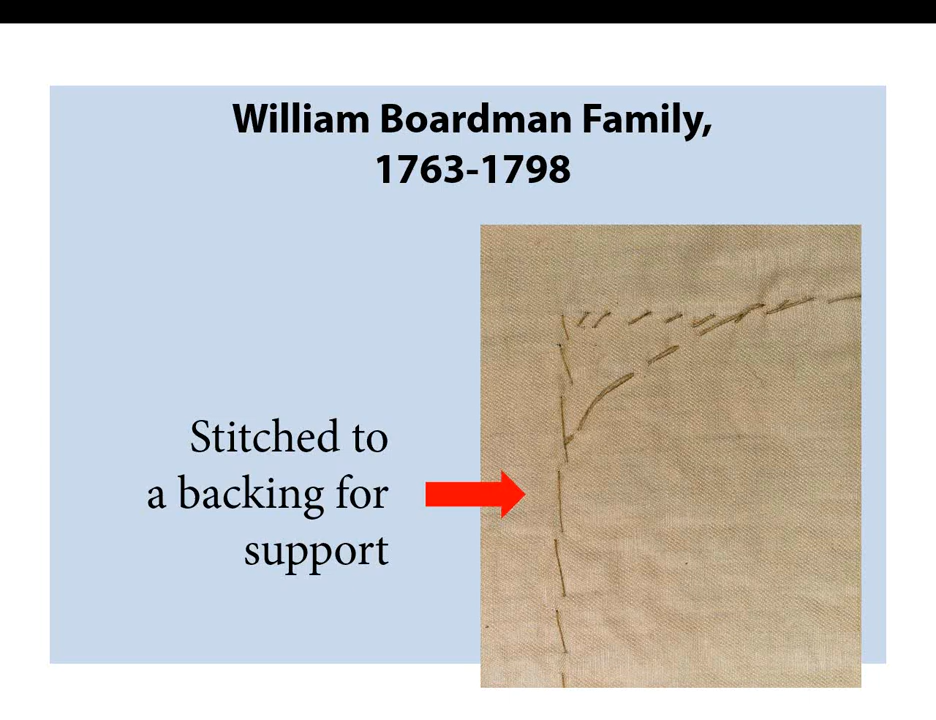 William Boardman Family,
1763-1798
Stitched to
a backing for
support